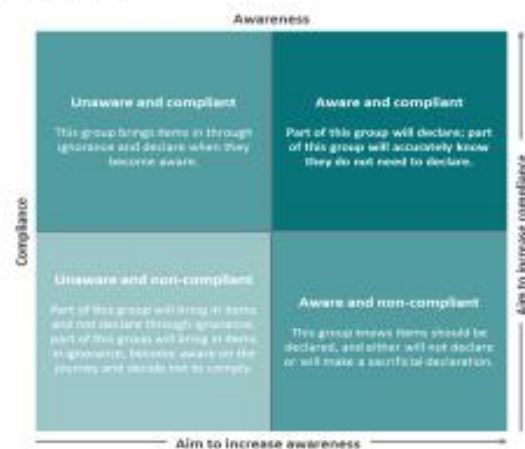 Awareness
Unaware and compliant
This group brings items in through
ignorance and declare when they
become aware.
Aware and compliant
Part of this group will declare; part
of this group will accurately know
they do not need to declare.
Compliance
Aim to increase compliance
Unaware and non-compliant
Part of this group will bring in items
and not declare through ignorance,
part of this group will bring in items
in ignorance, become aware on the
journey and decide not to comply.
Aware and non-compliant
This group knows items should be
declared, and either will not declare
or will make a sacrificial declaration.
Aim to increase awareness